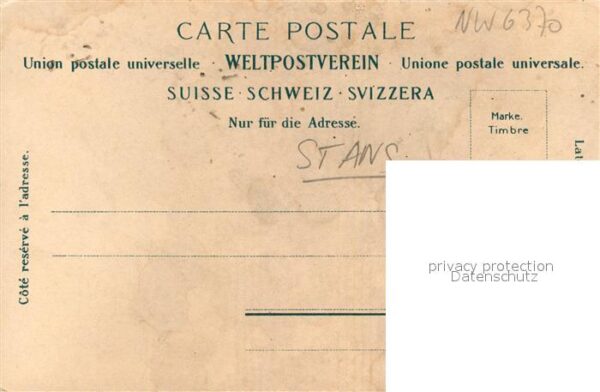 NW 6370
CARTE POSTALE
Union postale universelle · WELTPOSTVEREIN · Unione postale universale.
SUISSE · SCHWEIZ · SVIZZERA
Nur für die Adresse.
Marke.
Timbre
STANS
Côté reservé à l'adresse.
privacy protection
Datenschutz